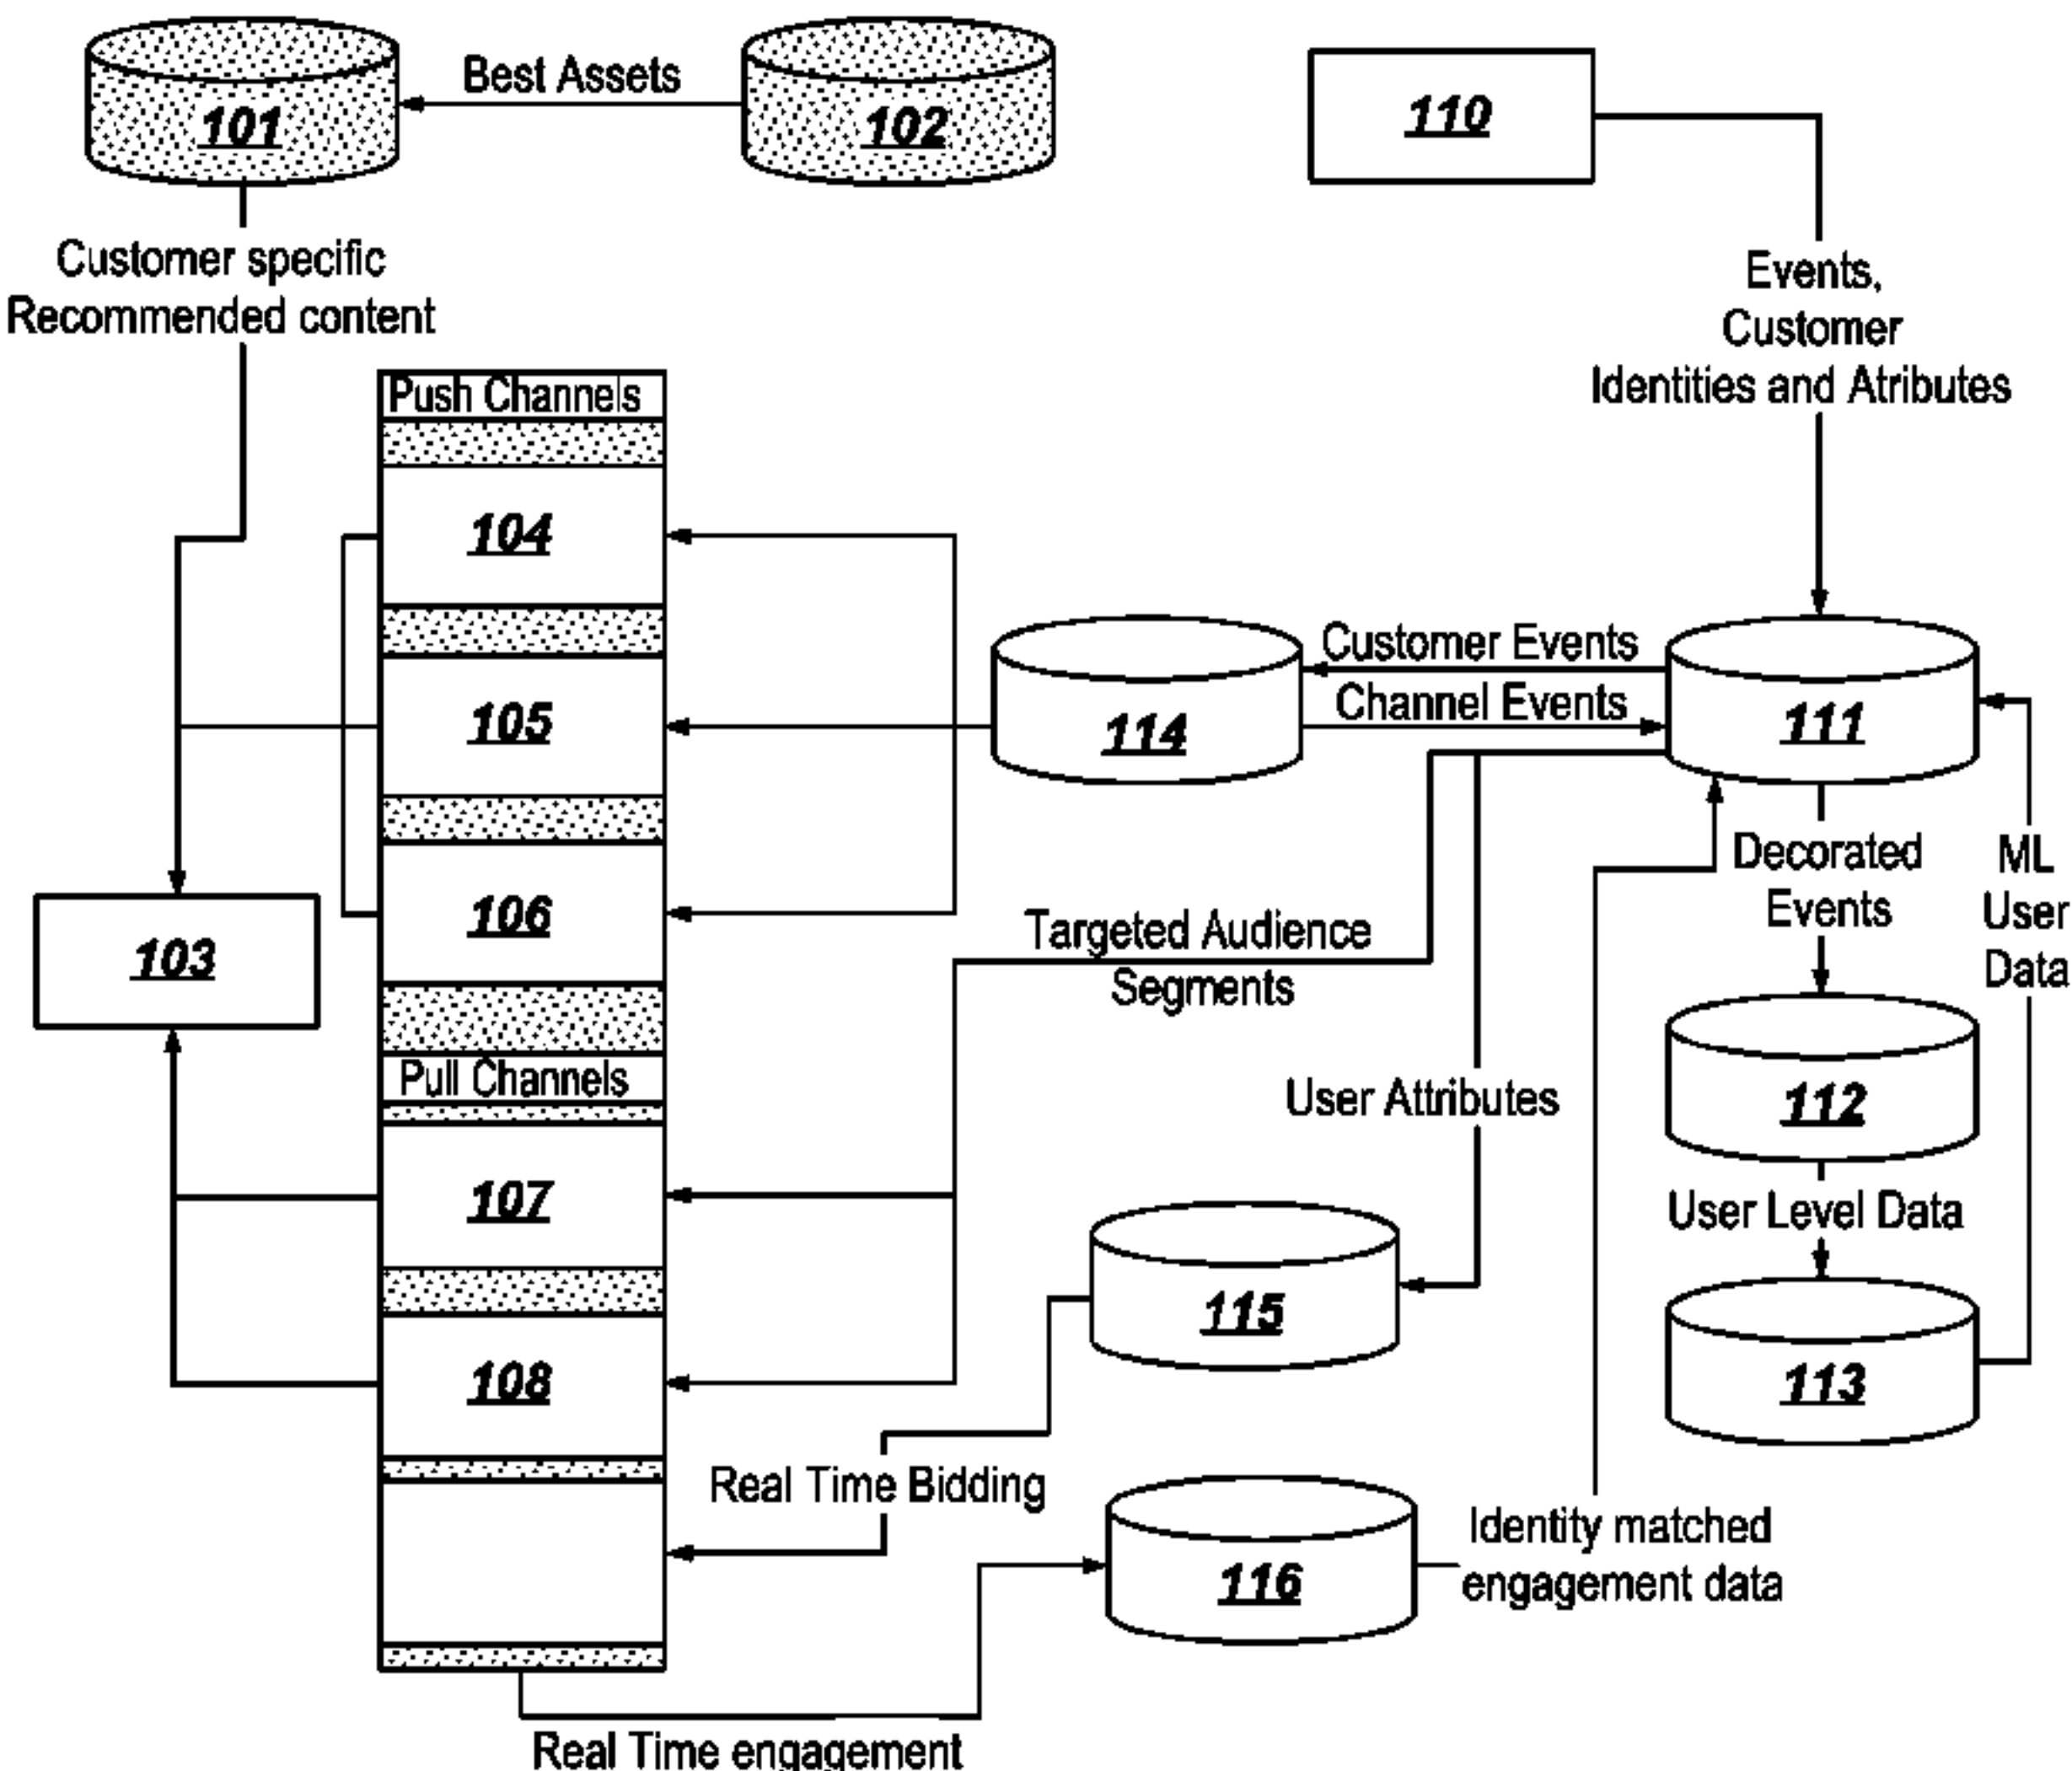 101
Best Assets
102
110
Customer specific
Recommended content
Events,
Customer
Identities and Atributes
Push Channels
104
105
106
114
Customer Events
Channel Events
111
Decorated
Events
ML
User
Data
103
Targeted Audience
Segments
Pull Channels
User Attributes
112
107
User Level Data
115
108
113
Real Time Bidding
116
Identity matched
engagement data
Real Time engagement